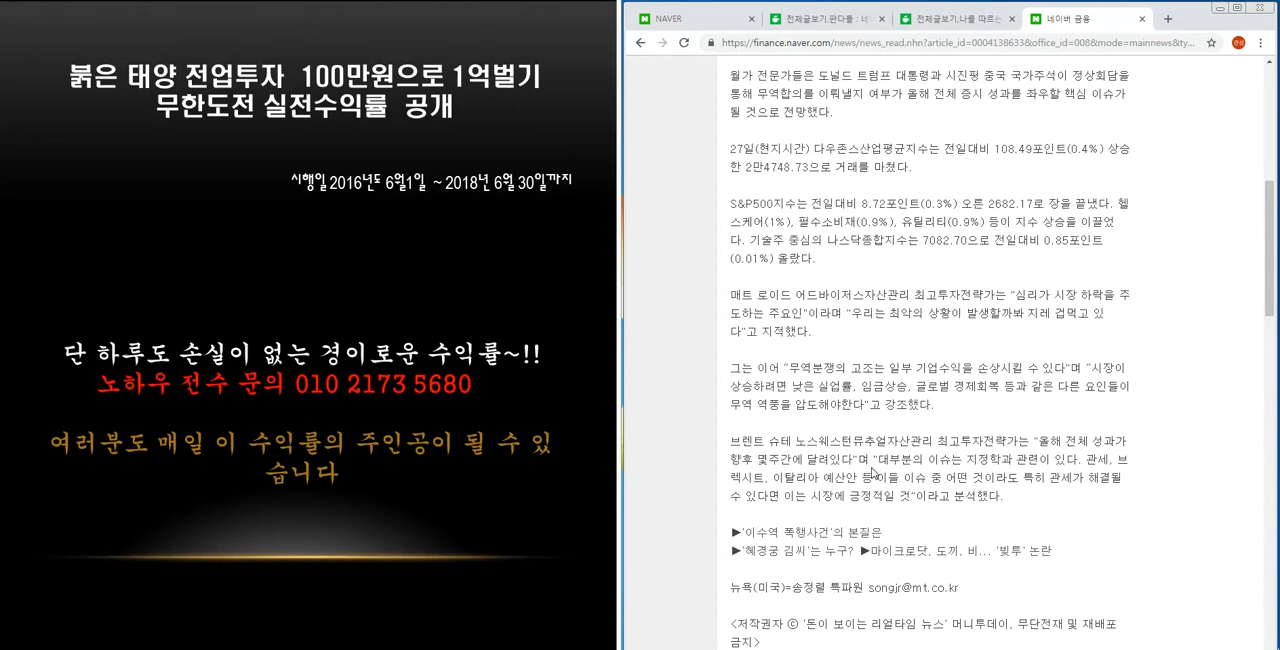 붉은 태양 전업투자 100만원으로 1억벌기
무한도전 실전수익률 공개
시행일 2016년도 6월1일 ~ 2018년 6월 30일까지
단 하루도 손실이 없는 경이로운 수익률~!!
노하우 전수 문의 010 2173 5680
여러분도 매일 이 수익률의 주인공이 될 수 있
습니다
NAVER
전체글보기,판다풀 : 네
전체글보기,나를 따르는
네이버 금융
https://finance.naver.com/news/news_read.nhn?article_id=0004138633&office_id=008&mode=mainnews&ty...
월가 전문가들은 도널드 트럼프 대통령과 시진핑 중국 국가주석이 정상회담을
통해 무역합의를 이뤄낼지 여부가 올해 전체 증시 성과를 좌우할 핵심 이슈가
될 것으로 전망했다.
27일(현지시간) 다우존스산업평균지수는 전일대비 108.49포인트(0.4%) 상승
한 2만4748.73으로 거래를 마쳤다.
S&P500지수는 전일대비 8.72포인트(0.3%) 오른 2682.17로 장을 끝냈다. 헬
스케어(1%), 필수소비재(0.9%), 유틸리티(0.9%) 등이 지수 상승을 이끌었
다. 기술주 중심의 나스닥종합지수는 7082.70으로 전일대비 0.85포인트
(0.01%) 올랐다.
매트 로이드 어드바이저스자산관리 최고투자전략가는 "심리가 시장 하락을 주
도하는 주요인"이라며 "우리는 최악의 상황이 발생할까봐 지레 겁먹고 있
다"고 지적했다.
그는 이어 "무역분쟁의 고조는 일부 기업수익을 손상시킬 수 있다"며 "시장이
상승하려면 낮은 실업률, 임금상승, 글로벌 경제회복 등과 같은 다른 요인들이
무역 역풍을 압도해야한다"고 강조했다.
브렌트 슈테 노스웨스턴뮤추얼자산관리 최고투자전략가는 "올해 전체 성과가
향후 몇주간에 달려있다"며 "대부분의 이슈는 지정학과 관련이 있다. 관세, 브
렉시트, 이탈리아 예산안 등 이들 이슈 중 어떤 것이라도 특히 관세가 해결될
수 있다면 이는 시장에 긍정적일 것"이라고 분석했다.
▶'이수역 폭행사건'의 본질은
▶'혜경궁 김씨'는 누구? ▶마이크로닷, 도끼, 비... '빚투' 논란
뉴욕(미국)=송정렬 특파원 songjr@mt.co.kr
<저작권자 ⓒ '돈이 보이는 리얼타임 뉴스' 머니투데이, 무단전재 및 재배포
금지>